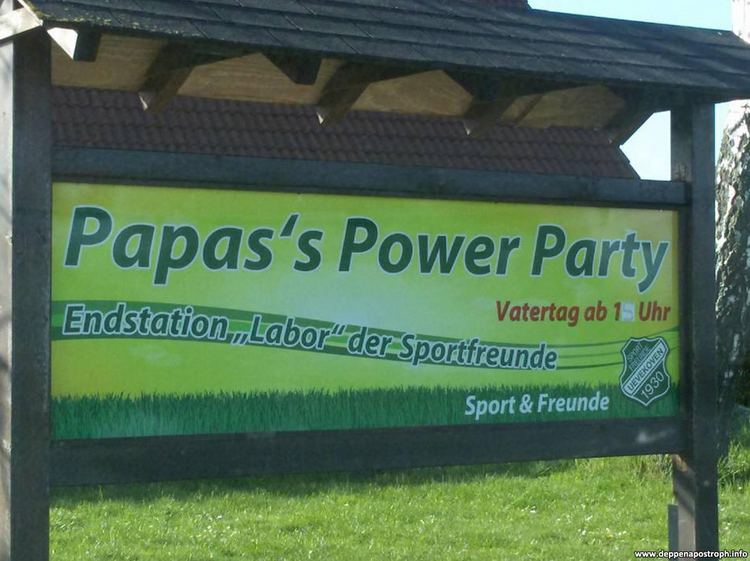 Papas‘s Power Party
Vatertag ab Uhr
Endstation „Labor“ der Sportfreunde
Sport & Freunde
1930
www.deppenapostroph.info